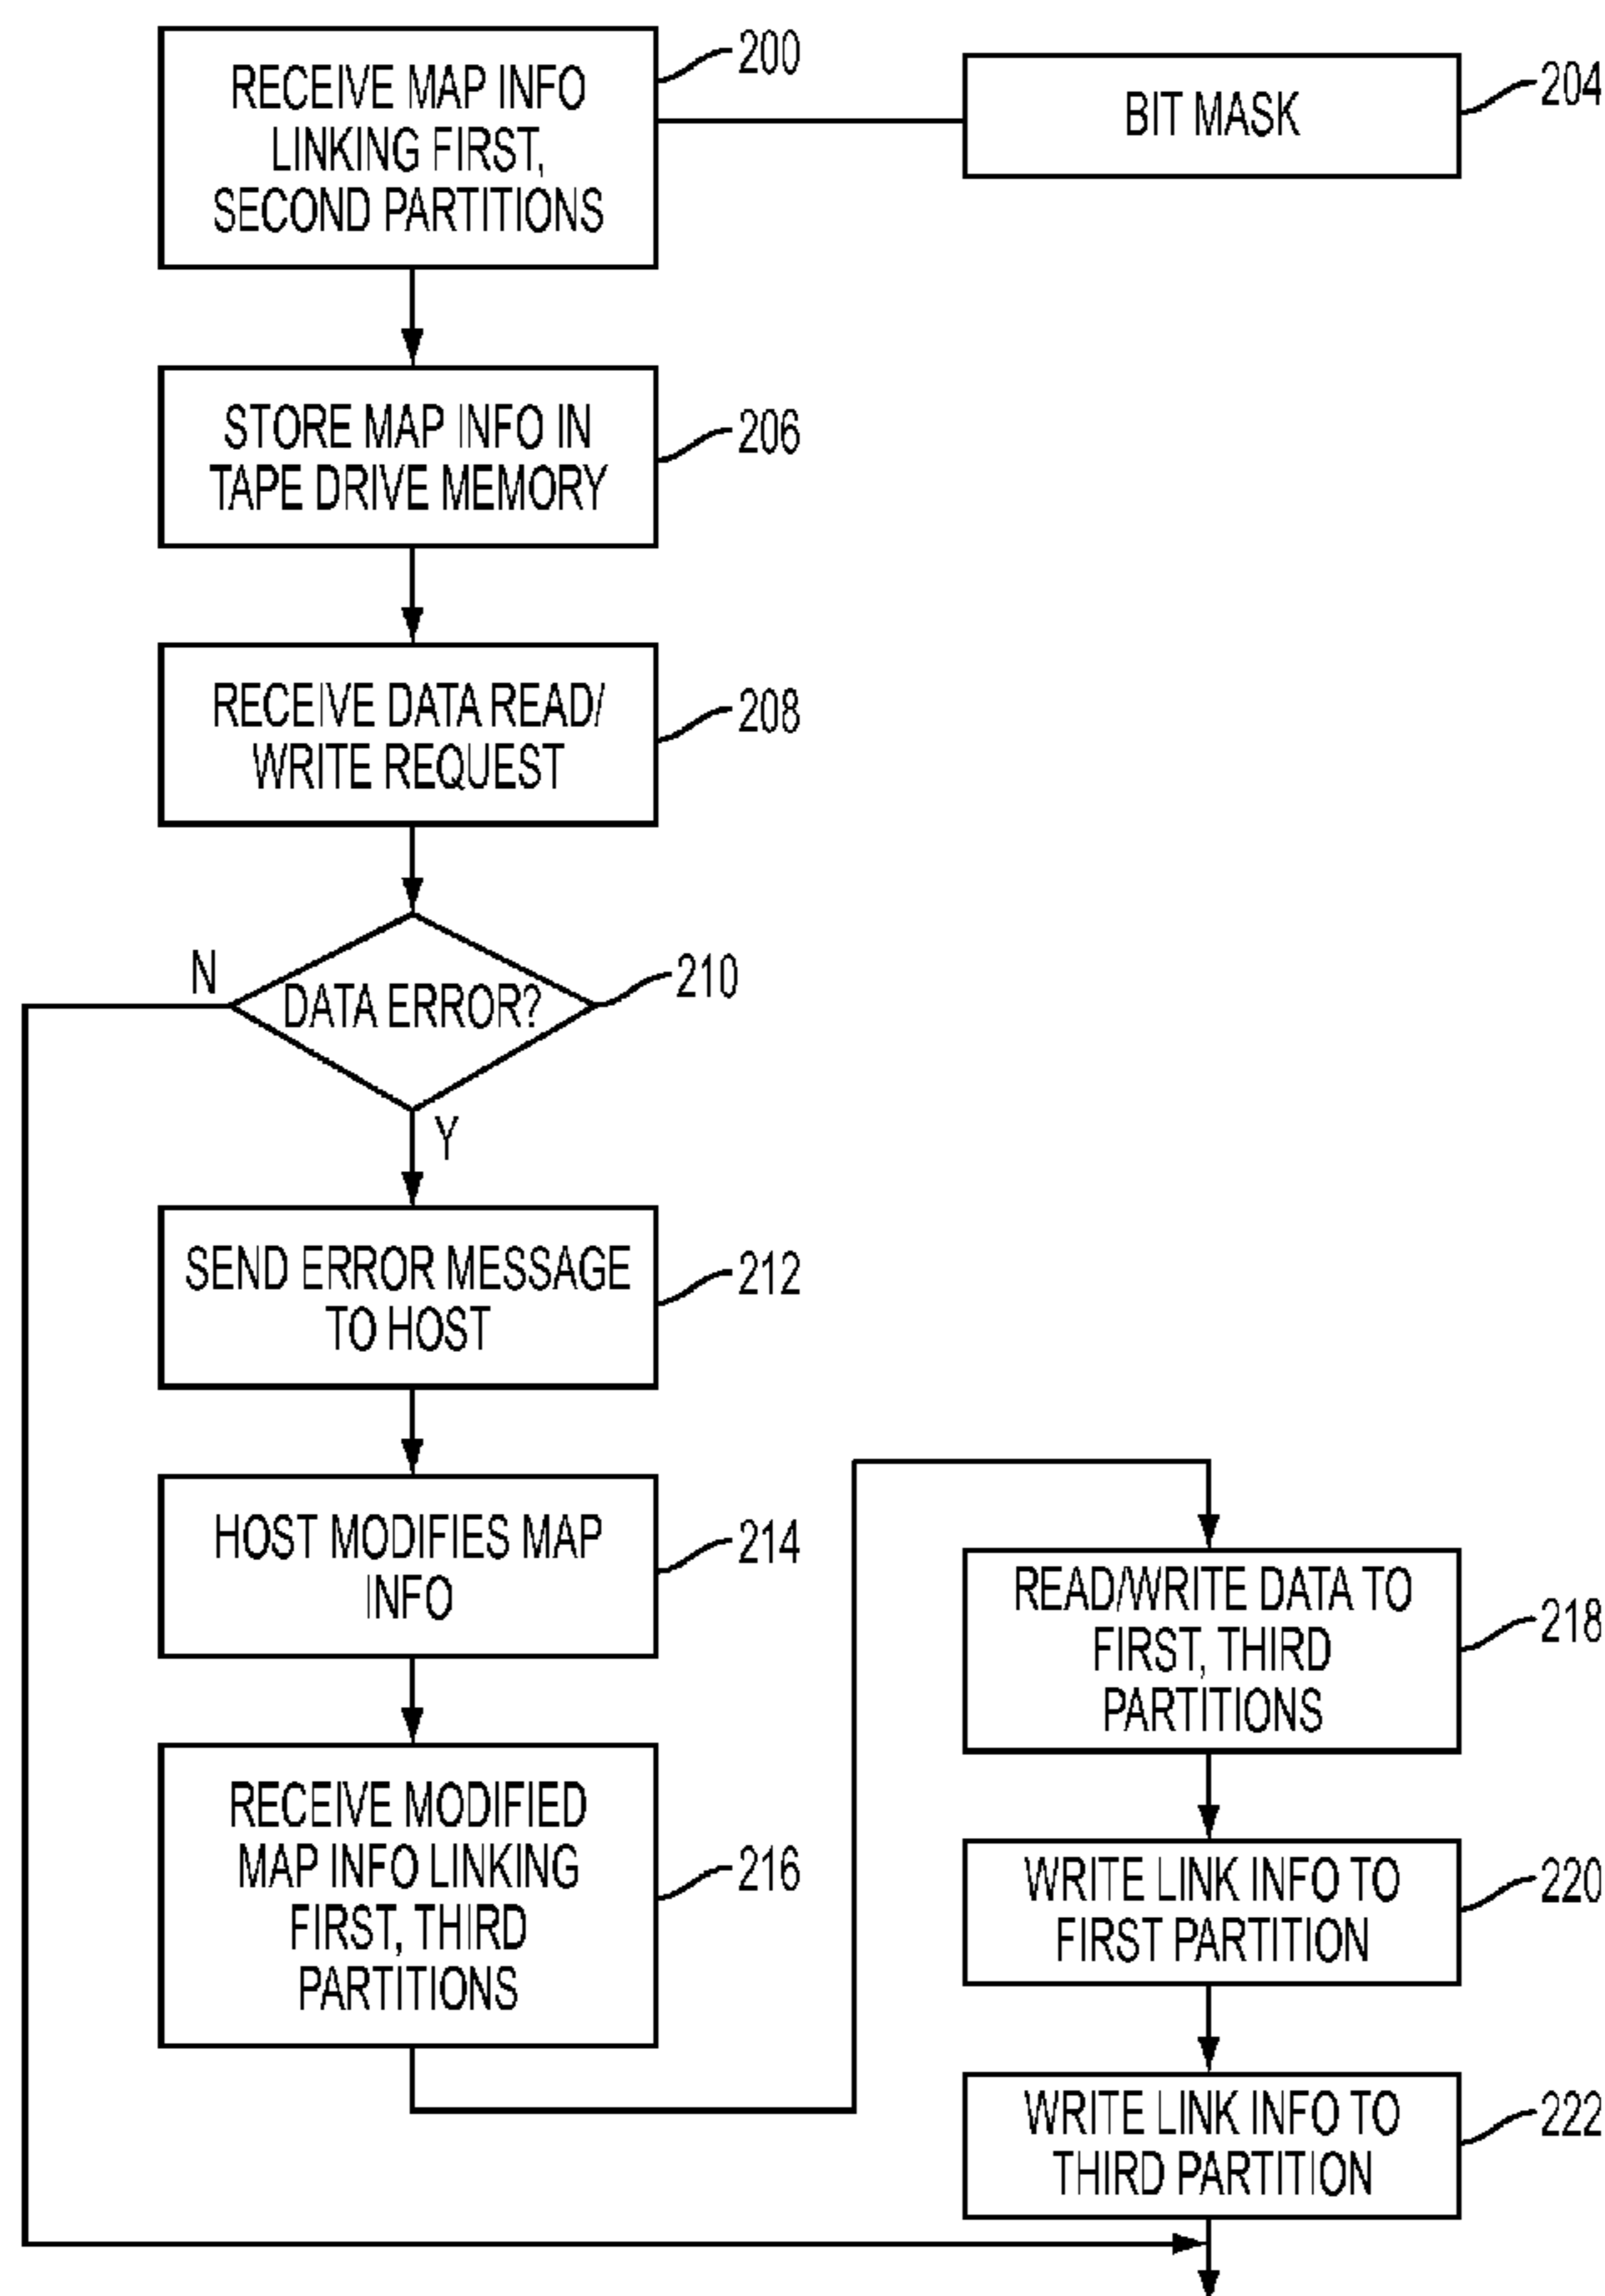 RECEIVE MAP INFO
LINKING FIRST,
SECOND PARTITIONS
200
BIT MASK
204
STORE MAP INFO IN
TAPE DRIVE MEMORY
206
RECEIVE DATA READ/
WRITE REQUEST
208
N
DATA ERROR?
210
Y
SEND ERROR MESSAGE
TO HOST
212
HOST MODIFIES MAP
INFO
214
RECEIVE MODIFIED
MAP INFO LINKING
FIRST, THIRD
PARTITIONS
216
READ/WRITE DATA TO
FIRST, THIRD
PARTITIONS
218
WRITE LINK INFO TO
FIRST PARTITION
220
WRITE LINK INFO TO
THIRD PARTITION
222